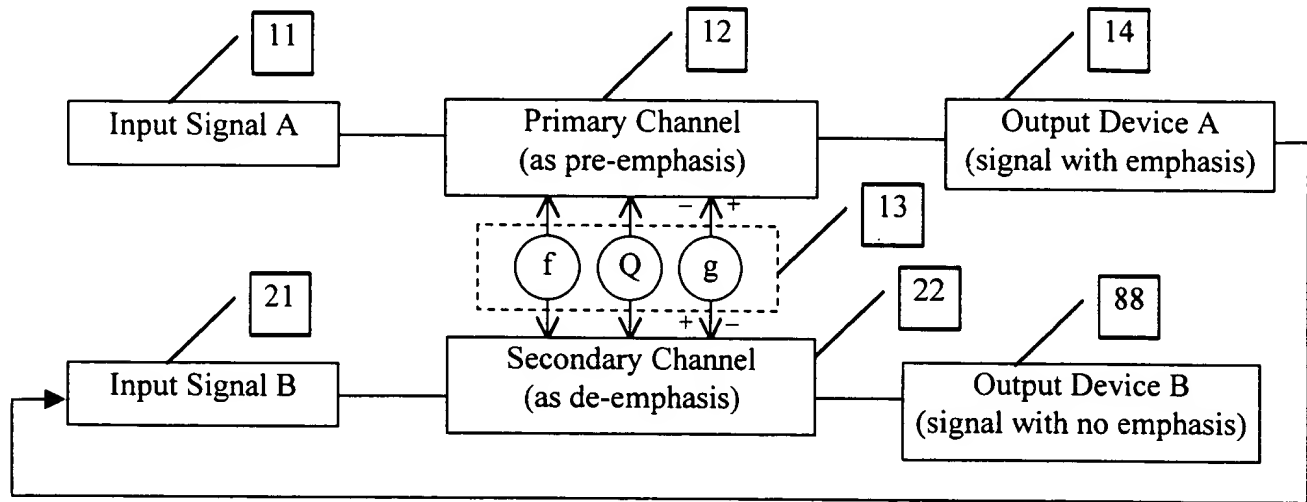 11
12
14
Input Signal A
Primary Channel
(as pre-emphasis)
Output Device A
(signal with emphasis)
– +
13
f Q g
21
22
88
+ –
Input Signal B
Secondary Channel
(as de-emphasis)
Output Device B
(signal with no emphasis)